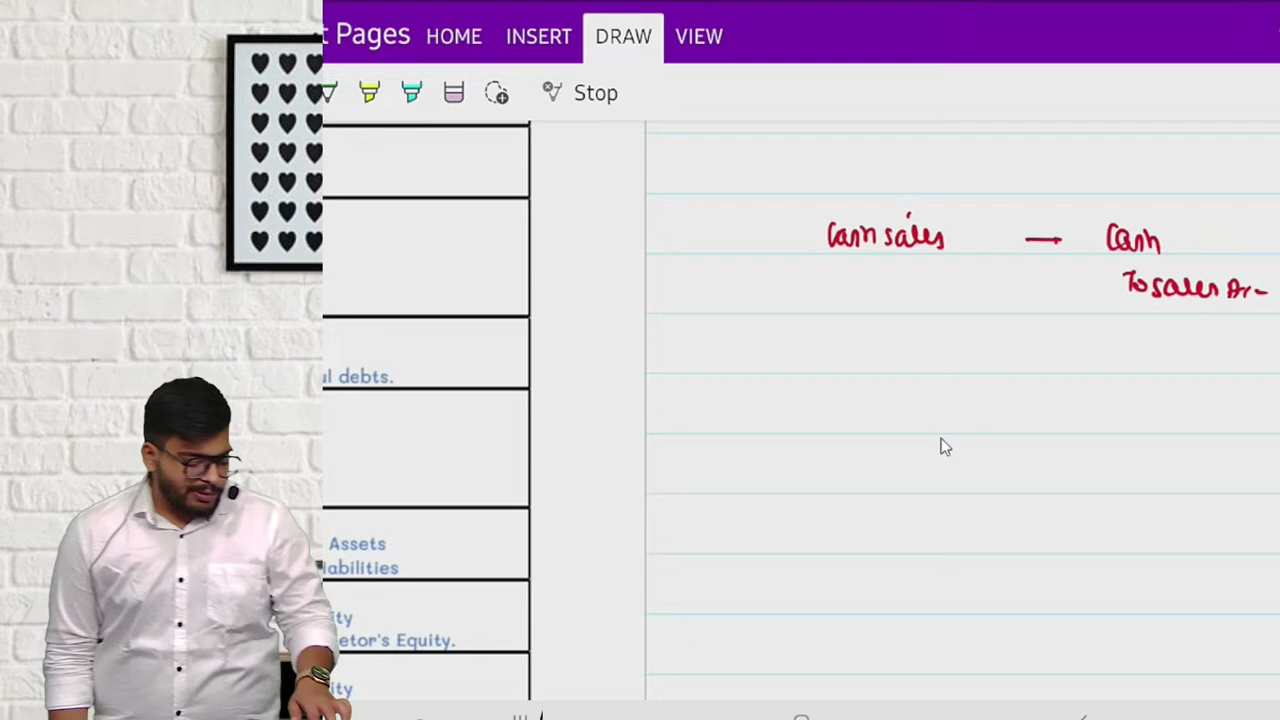 t Pages HOME INSERT DRAW VIEW
Stop
ul debts.
Assets
iabilities
ity
etor's Equity.
ity
Cash sales — Cash
To sales A/c-